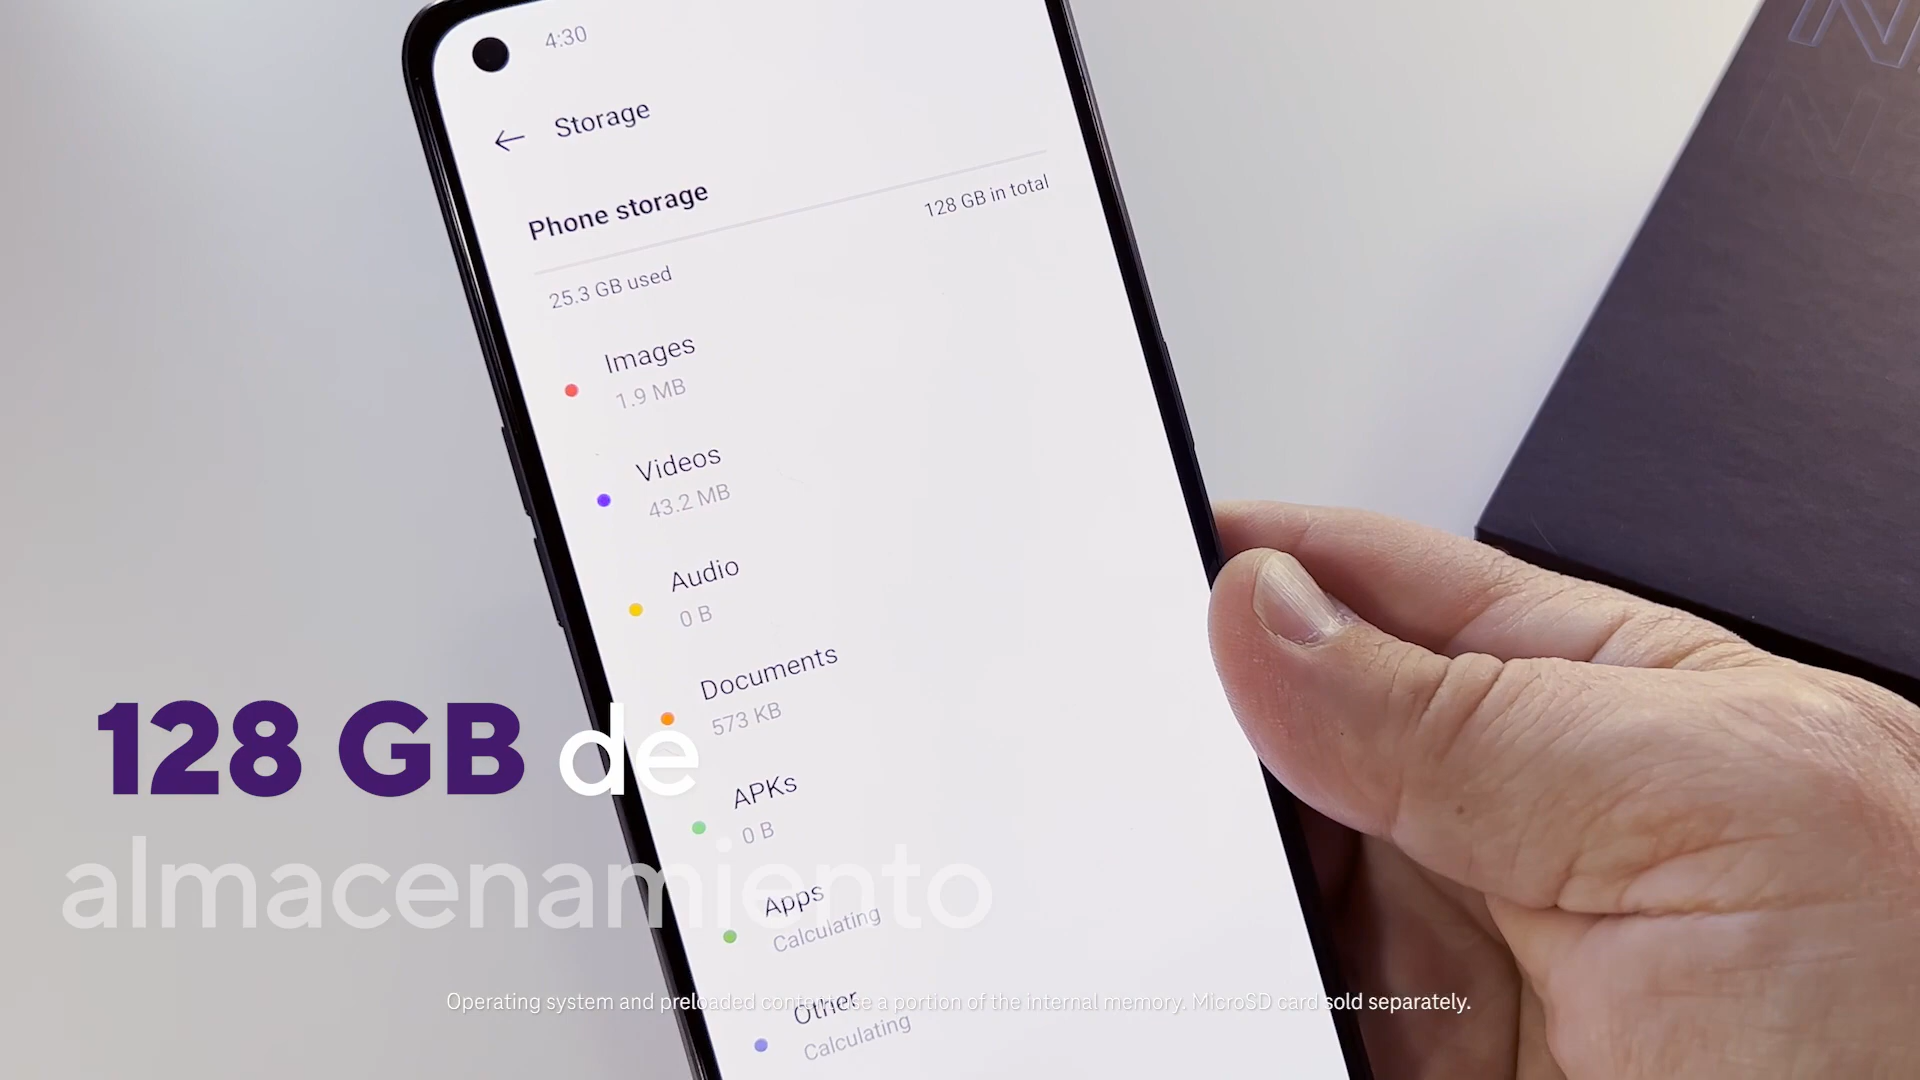 4:30
Storage
Phone storage
128 GB in total
25.3 GB used
Images
1.9 MB
Videos
43.2 MB
Audio
0 B
Documents
573 KB
APKs
0 B
Apps
Calculating
Other
Calculating
128 GB de
almacenamiento
Operating system and preloaded content use a portion of the internal memory. MicroSD card sold separately.